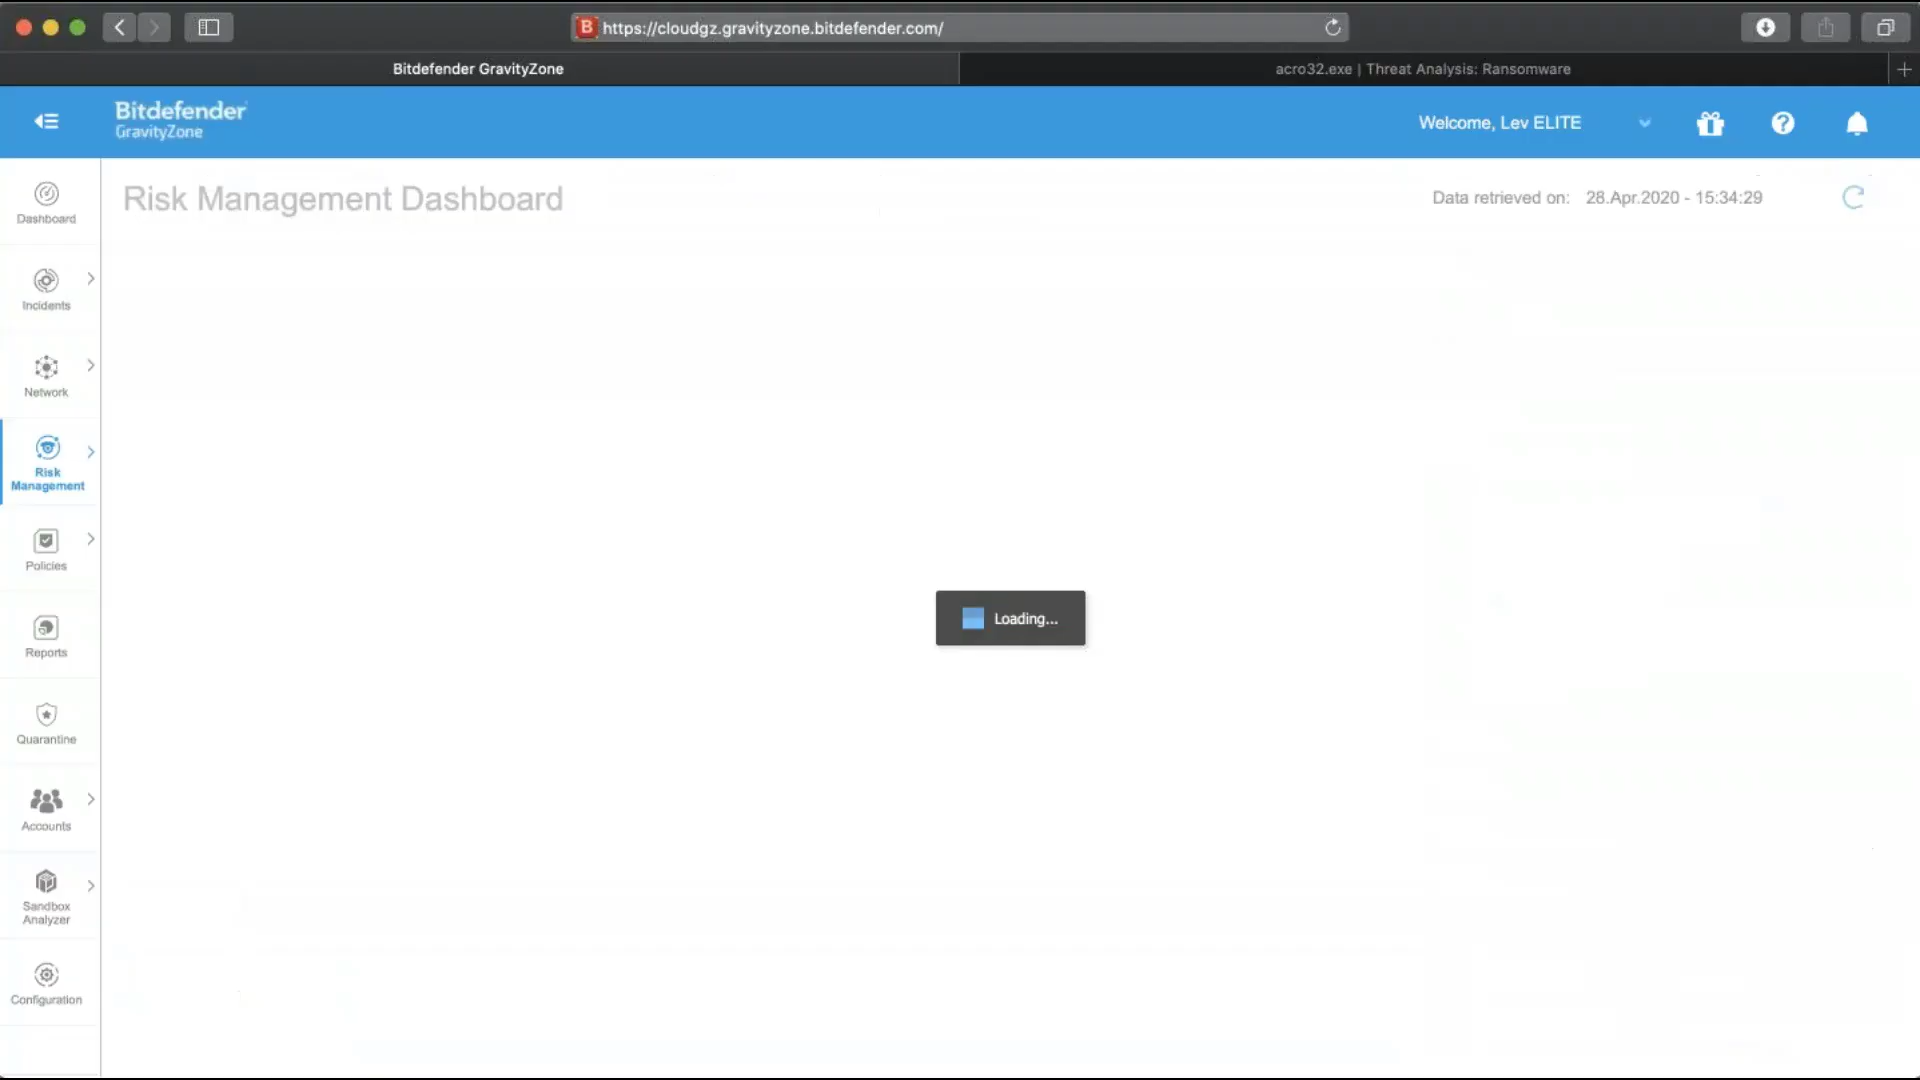 B https://cloudgz.gravityzone.bitdefender.com/
Bitdefender GravityZone
acro32.exe | Threat Analysis: Ransomware
Bitdefender
GravityZone
Welcome, Lev ELITE
Risk Management Dashboard
Data retrieved on: 28.Apr.2020 - 15:34:29
Dashboard
Incidents
Network
Risk
Management
Policies
Loading...
Reports
Quarantine
Accounts
Sandbox
Analyzer
Configuration